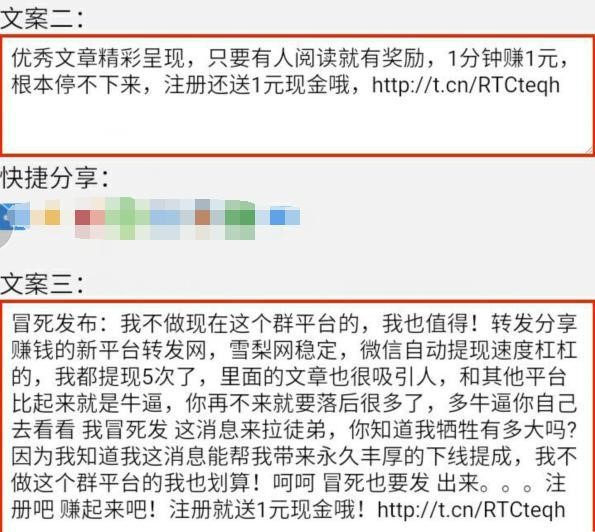 文案二：
优秀文章精彩呈现，只要有人阅读就有奖励，1分钟赚1元，
根本停不下来，注册还送1元现金哦，http://t.cn/RTCteqh
快捷分享：
文案三：
冒死发布：我不做现在这个群平台的，我也值得！转发分享
赚钱的新平台转发网，雪梨网稳定，微信自动提现速度杠杠
的，我都提现5次了，里面的文章也很吸引人，和其他平台
比起来就是牛逼，你再不来就要落后很多了，多牛逼你自己
去看看 我冒死发 这消息来拉徒弟，你知道我牺牲有多大吗?
因为我知道我这消息能帮我带来永久丰厚的下线提成，我不
做这个群平台的我也划算！呵呵 冒死也要发 出来。。。注
册吧 赚起来吧！注册就送1元现金哦！http://t.cn/RTCteqh